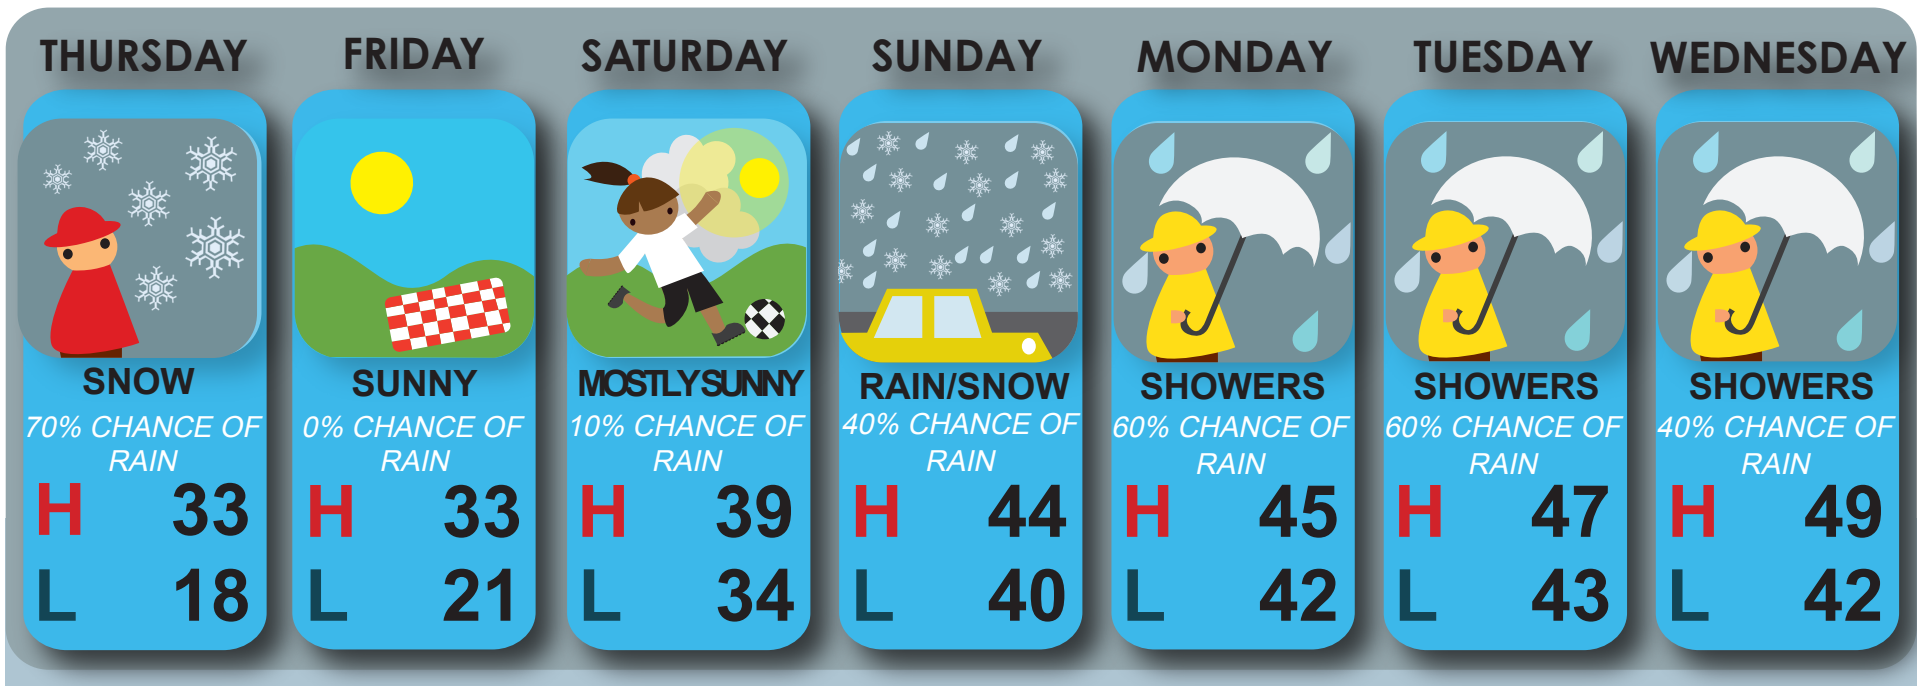 THURSDAY
SNOW
70% CHANCE OF
RAIN
H 33
L 18
FRIDAY
SUNNY
0% CHANCE OF
RAIN
H 33
L 21
SATURDAY
MOSTLY SUNNY
10% CHANCE OF
RAIN
H 39
L 34
SUNDAY
RAIN/SNOW
40% CHANCE OF
RAIN
H 44
L 40
MONDAY
SHOWERS
60% CHANCE OF
RAIN
H 45
L 42
TUESDAY
SHOWERS
60% CHANCE OF
RAIN
H 47
L 43
WEDNESDAY
SHOWERS
40% CHANCE OF
RAIN
H 49
L 42